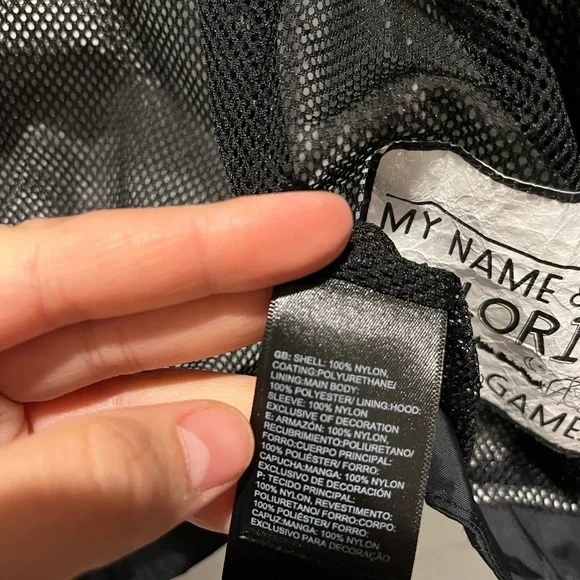 MY NAME
LORI
GAME
GB: SHELL: 100% NYLON,
COATING:POLYURETHANE/
LINING:MAIN BODY:
100% POLYESTER/ LINING:HOOD:
SLEEVE: 100% NYLON
EXCLUSIVE OF DECORATION
E: ARMAZÓN: 100% NYLON,
RECUBRIMIENTO:POLIURETANO/
FORRO:CUERPO PRINCIPAL:
100% POLIÉSTER/ FORRO:
CAPUCHA:MANGA: 100% NYLON
EXCLUSIVO DE DECORACIÓN
P: TECIDO PRINCIPAL:
100% NYLON, REVESTIMENTO:
POLIURETANO/ FORRO:CORPO:
100% POLIÉSTER/ FORRO:
CAPUZ:MANGA: 100% NYLON
EXCLUSIVO PARA DECORAÇÃO